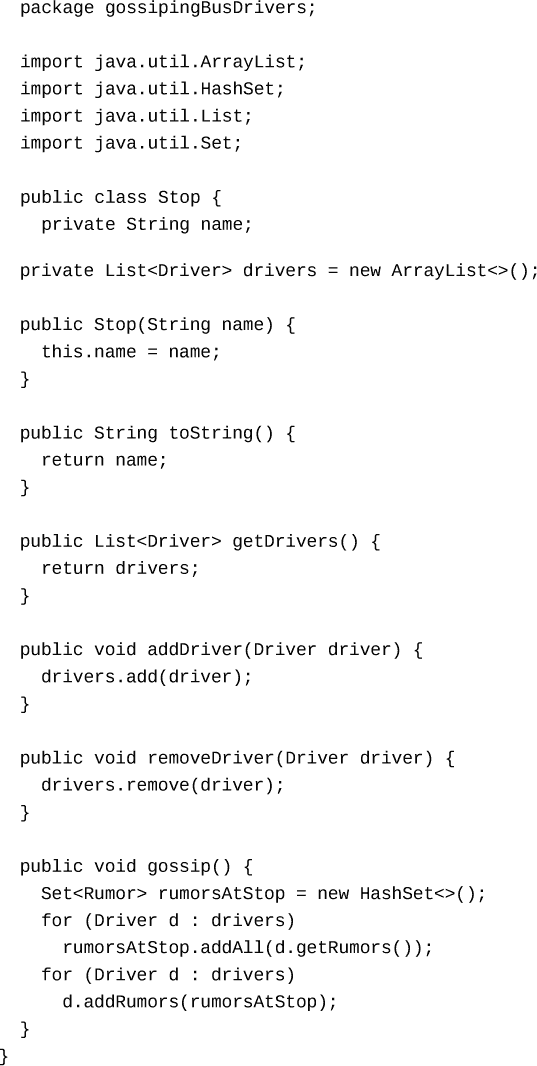 package gossipingBusDrivers;
import java.util.ArrayList;
import java.util.HashSet;
import java.util.List;
import java.util.Set;
public class Stop {
private String name;
private List<Driver> drivers = new ArrayList<>();
public Stop(String name) {
this.name = name;
}
public String toString() {
return name;
}
public List<Driver> getDrivers() {
return drivers;
}
public void addDriver(Driver driver) {
drivers.add(driver);
}
public void removeDriver(Driver driver) {
drivers.remove(driver);
}
public void gossip() {
Set<Rumor> rumorsAtStop = new HashSet<>();
for (Driver d : drivers)
rumorsAtStop.addAll(d.getRumors());
for (Driver d : drivers)
d.addRumors(rumorsAtStop);
}
}